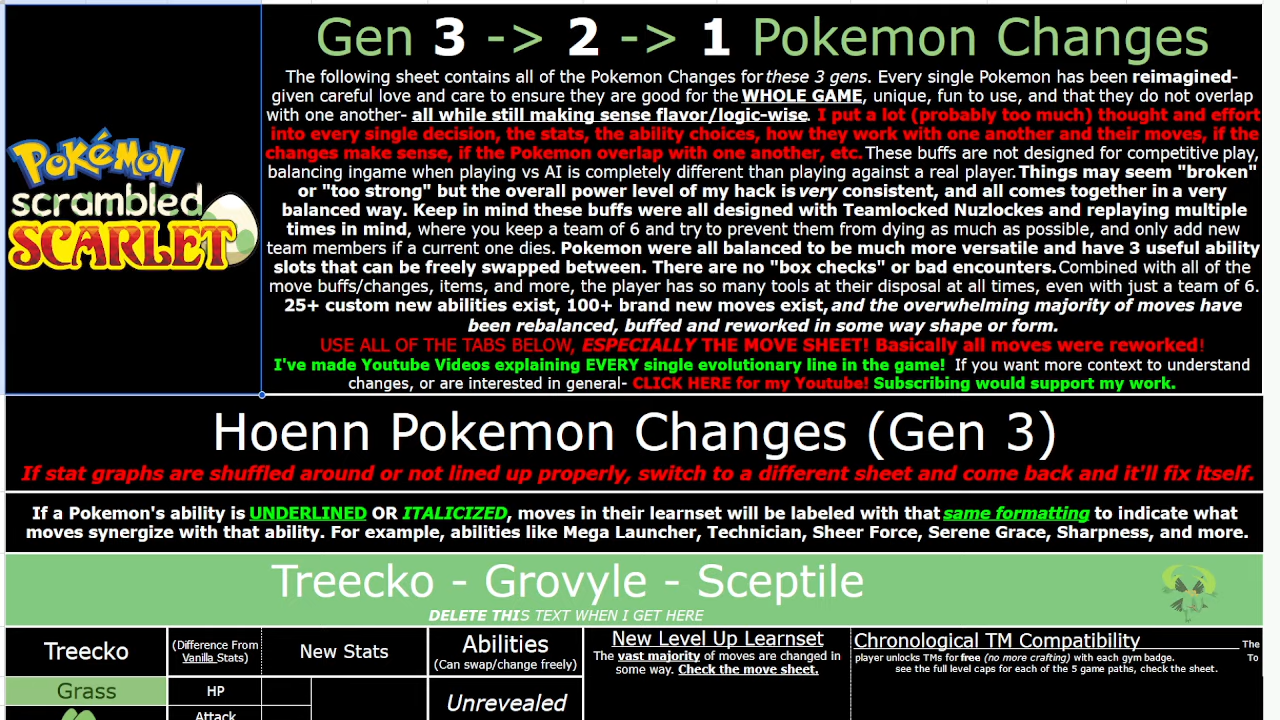 POKÉMON
scrambled
SCARLET
Gen 3 -> 2 -> 1 Pokemon Changes
The following sheet contains all of the Pokemon Changes for these 3 gens. Every single Pokemon has been reimagined-
given careful love and care to ensure they are good for the WHOLE GAME, unique, fun to use, and that they do not overlap
with one another- all while still making sense flavor/logic-wise. I put a lot (probably too much) thought and effort
into every single decision, the stats, the ability choices, how they work with one another and their moves, if the
changes make sense, if the Pokemon overlap with one another, etc. These buffs are not designed for competitive play,
balancing ingame when playing vs AI is completely different than playing against a real player. Things may seem "broken"
or "too strong" but the overall power level of my hack is very consistent, and all comes together in a very
balanced way. Keep in mind these buffs were all designed with Teamlocked Nuzlockes and replaying multiple
times in mind, where you keep a team of 6 and try to prevent them from dying as much as possible, and only add new
team members if a current one dies. Pokemon were all balanced to be much more versatile and have 3 useful ability
slots that can be freely swapped between. There are no "box checks" or bad encounters. Combined with all of the
move buffs/changes, items, and more, the player has so many tools at their disposal at all times, even with just a team of 6.
25+ custom new abilities exist, 100+ brand new moves exist, and the overwhelming majority of moves have
been rebalanced, buffed and reworked in some way shape or form.
USE ALL OF THE TABS BELOW, ESPECIALLY THE MOVE SHEET! Basically all moves were reworked!
I've made Youtube Videos explaining EVERY single evolutionary line in the game! If you want more context to understand
changes, or are interested in general- CLICK HERE for my Youtube! Subscribing would support my work.
Hoenn Pokemon Changes (Gen 3)
If stat graphs are shuffled around or not lined up properly, switch to a different sheet and come back and it'll fix itself.
If a Pokemon's ability is UNDERLINED OR ITALICIZED, moves in their learnset will be labeled with that same formatting to indicate what
moves synergize with that ability. For example, abilities like Mega Launcher, Technician, Sheer Force, Serene Grace, Sharpness, and more.
Treecko - Grovyle - Sceptile
DELETE THIS TEXT WHEN I GET HERE
Treecko
(Difference From
Vanilla Stats)
New Stats
Abilities
(Can swap/change freely)
New Level Up Learnset
The vast majority of moves are changed in
some way. Check the move sheet.
Chronological TM Compatibility The
player unlocks TMs for free (no more crafting) with each gym badge. To
see the full level caps for each of the 5 game paths, check the sheet.
Grass
HP
Attack
Unrevealed